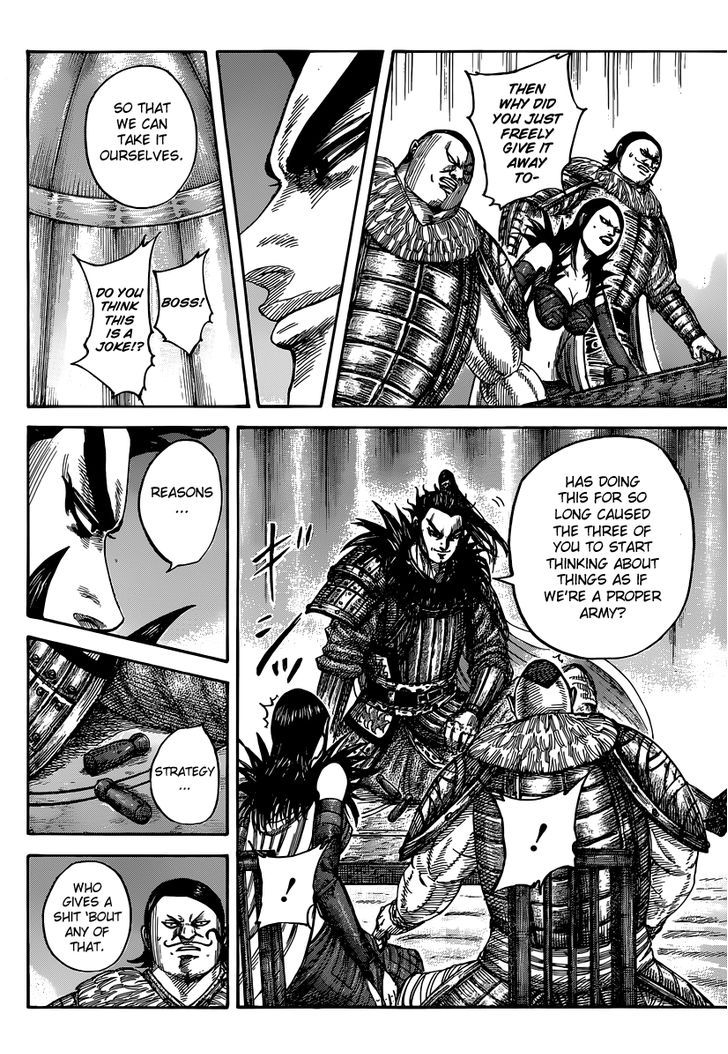 THEN
WHY DID
YOU JUST
FREELY
GIVE IT
AWAY
TO-
SO THAT
WE CAN
TAKE IT
OURSELVES.
BOSS!
DO YOU
THINK
THIS IS
A JOKE!?
HAS DOING
THIS FOR SO
LONG CAUSED
THE THREE OF
YOU TO START
THINKING ABOUT
THINGS AS IF
WE'RE A PROPER
ARMY?
!
!
REASONS
...
STRATEGY
...
WHO
GIVES A
SHIT 'BOUT
ANY OF
THAT.